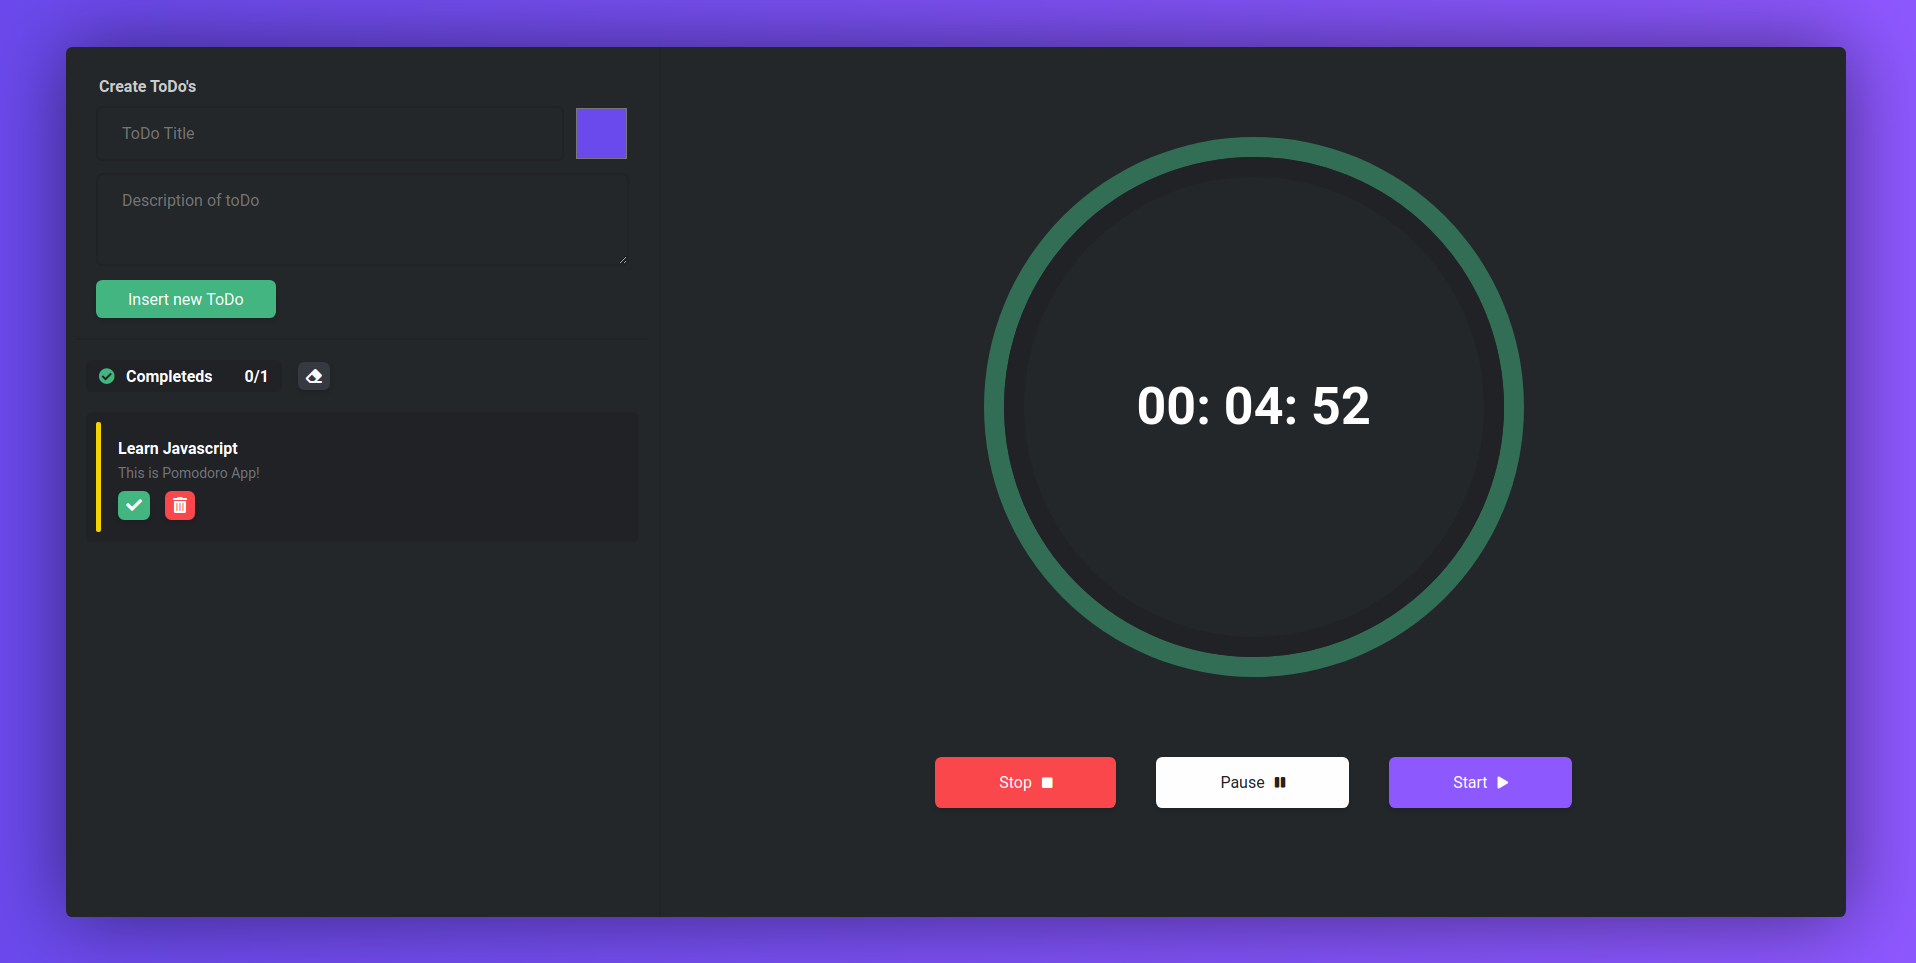 Create ToDo's
ToDo Title
Description of toDo
Insert new ToDo
Completeds 0/1
Learn Javascript
This is Pomodoro App!
00: 04: 52
Stop
Pause
Start